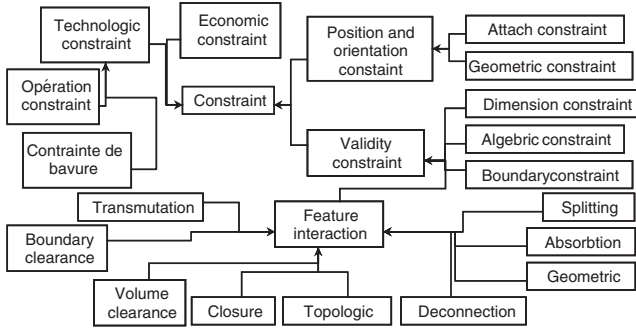 Technologic
constraint
Economic
constraint
Position and
orientation
constaint
Attach constraint
Geometric constraint
Opération
constraint
Constraint
Dimension constraint
Contrainte de
bavure
Validity
constraint
Algebric constraint
Boundaryconstraint
Transmutation
Feature
interaction
Splitting
Boundary
clearance
Absorbtion
Geometric
Volume
clearance
Closure
Topologic
Deconnection